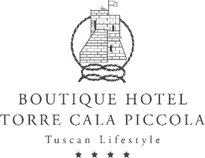 BOUTIQUE HOTEL
TORRE CALA PICCOLA
Tuscan Lifestyle